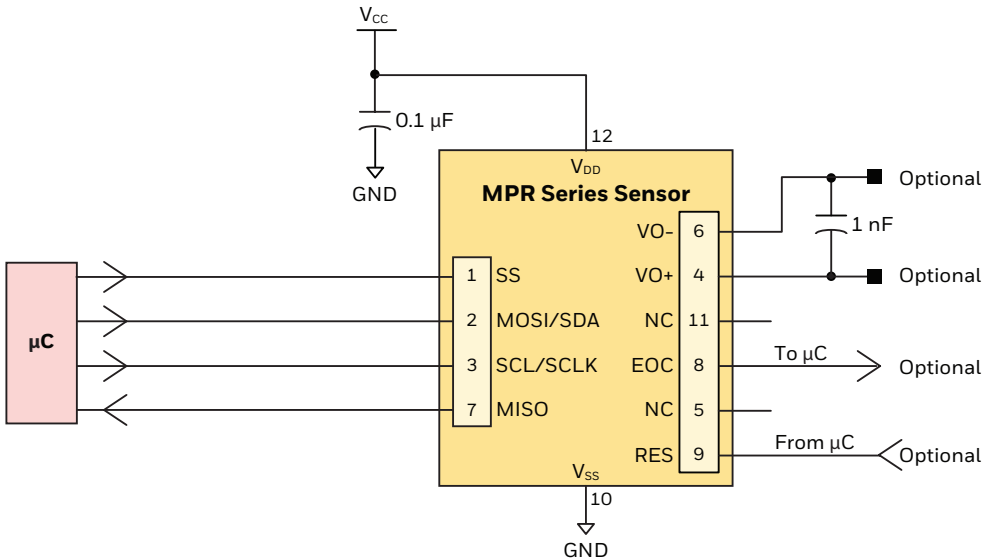 VCC
0.1 µF
GND
12
VDD
MPR Series Sensor
Optional
VO- 6
1 nF
1 SS
VO+ 4
Optional
2 MOSI/SDA
NC 11
µC
3 SCL/SCLK
EOC 8
To µC
Optional
7 MISO
NC 5
RES 9
From µC
Optional
VSS
10
GND